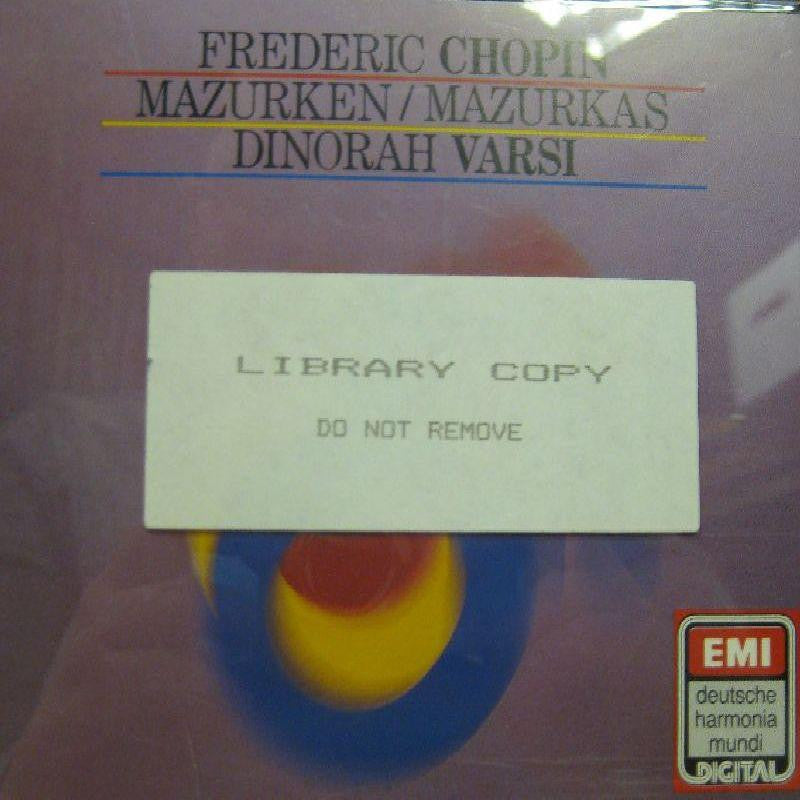 FREDERIC CHOPIN
MAZURKEN / MAZURKAS
DINORAH VARSI
LIBRARY COPY
DO NOT REMOVE
EMI
deutsche
harmonia
mundi
DIGITAL